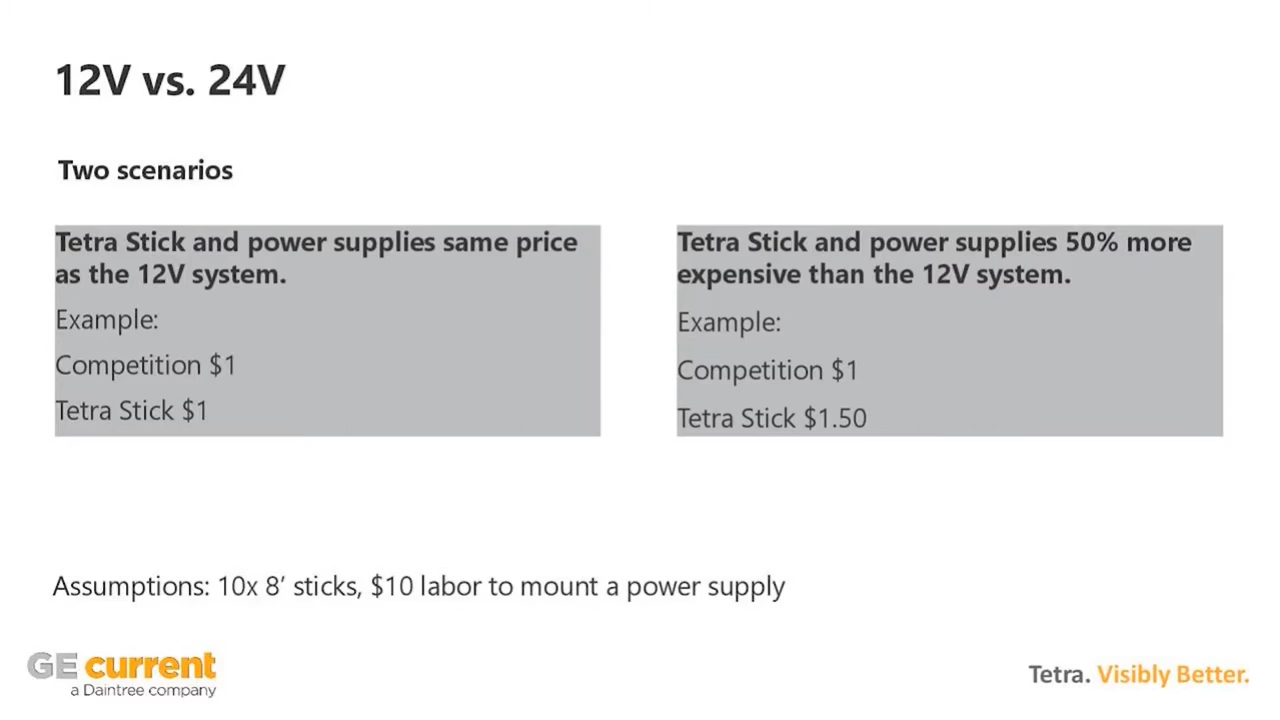 12V vs. 24V
Two scenarios
Tetra Stick and power supplies same price
as the 12V system.
Example:
Competition $1
Tetra Stick $1
Tetra Stick and power supplies 50% more
expensive than the 12V system.
Example:
Competition $1
Tetra Stick $1.50
Assumptions: 10x 8’ sticks, $10 labor to mount a power supply
GE current
a Daintree company
Tetra. Visibly Better.